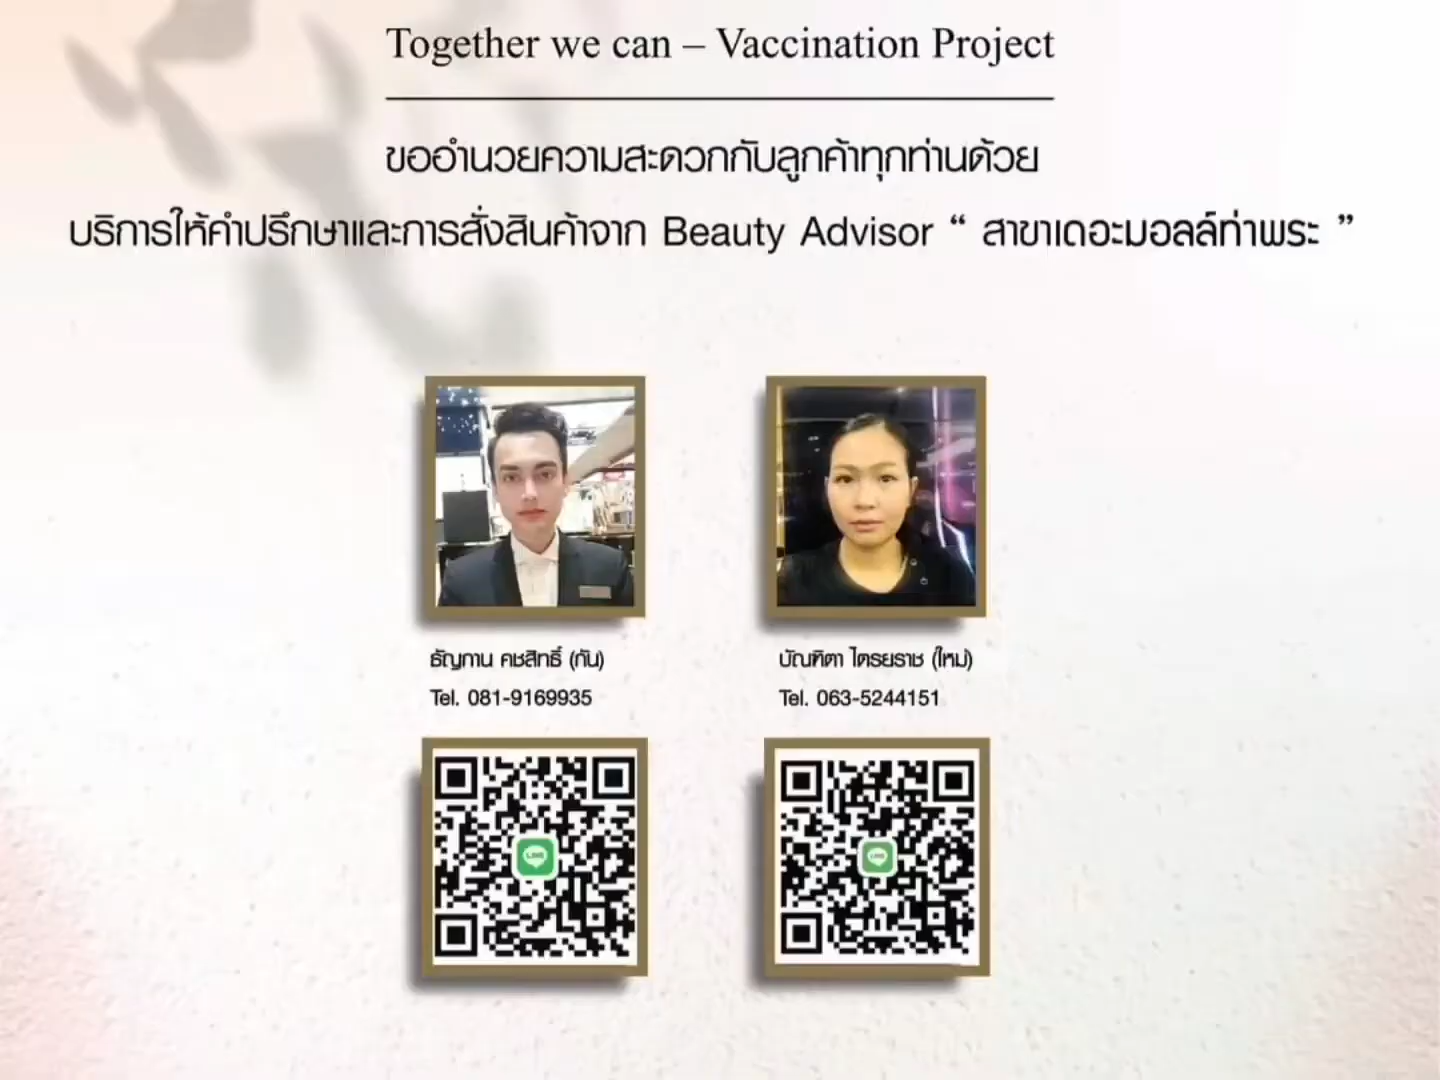 Together we can – Vaccination Project
ขออำนวยความสะดวกกับลูกค้าทุกท่านด้วย
บริการให้คำปรึกษาและการสั่งสินค้าจาก Beauty Advisor “ สาขาเดอะมอลล์ท่าพระ ”
ธัญกาน คชสิทธิ์ (กัน)
Tel. 081-9169935
บัณฑิตา ไตรยราช (ใหม่)
Tel. 063-5244151
LINE
LINE